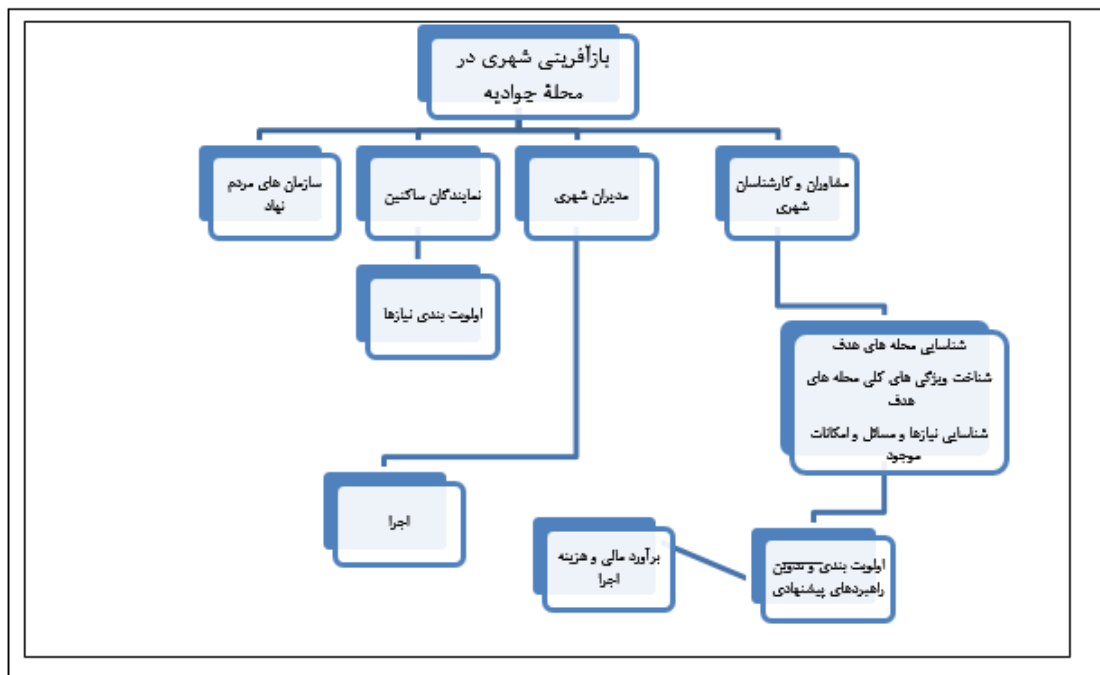 بازآفرینی شهری در
محلهٔ جوادیه
مشاوران و کارشناسان
شهری
مدیران شهری
نمایندگان ساکنین
سازمان های مردم
نهاد
اولویت بندی نیازها
شناسایی محله های هدف
شناخت ویژگی های کلی محله های
هدف
شناسایی نیازها و مسائل و امکانات
موجود
اجرا
اولویت بندی و تدوین
راهبردهای پیشنهادی
برآورد مالی و هزینه
اجرا